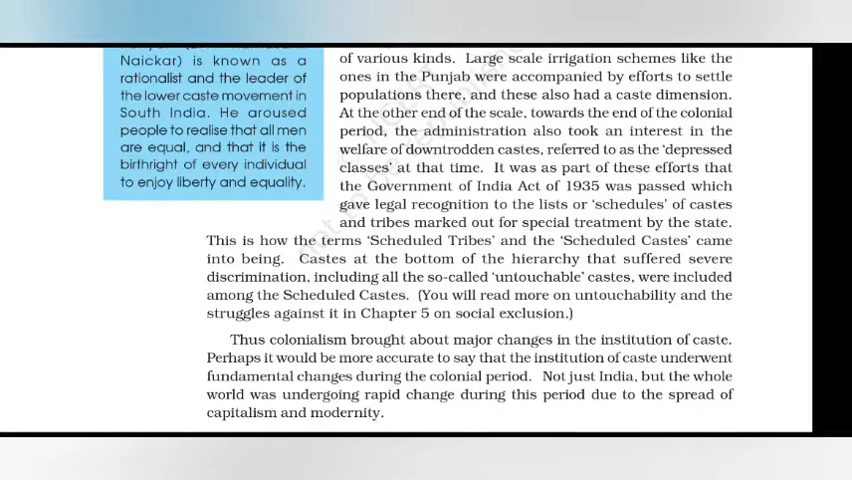 Naickar) is known as a
rationalist and the leader of
the lower caste movement in
South India. He aroused
people to realise that all men
are equal, and that it is the
birthright of every individual
to enjoy liberty and equality.
of various kinds. Large scale irrigation schemes like the
ones in the Punjab were accompanied by efforts to settle
populations there, and these also had a caste dimension.
At the other end of the scale, towards the end of the colonial
period, the administration also took an interest in the
welfare of downtrodden castes, referred to as the ‘depressed
classes’ at that time. It was as part of these efforts that
the Government of India Act of 1935 was passed which
gave legal recognition to the lists or ‘schedules’ of castes
and tribes marked out for special treatment by the state.
This is how the terms ‘Scheduled Tribes’ and the ‘Scheduled Castes’ came
into being. Castes at the bottom of the hierarchy that suffered severe
discrimination, including all the so-called ‘untouchable’ castes, were included
among the Scheduled Castes. (You will read more on untouchability and the
struggles against it in Chapter 5 on social exclusion.)
Thus colonialism brought about major changes in the institution of caste.
Perhaps it would be more accurate to say that the institution of caste underwent
fundamental changes during the colonial period. Not just India, but the whole
world was undergoing rapid change during this period due to the spread of
capitalism and modernity.